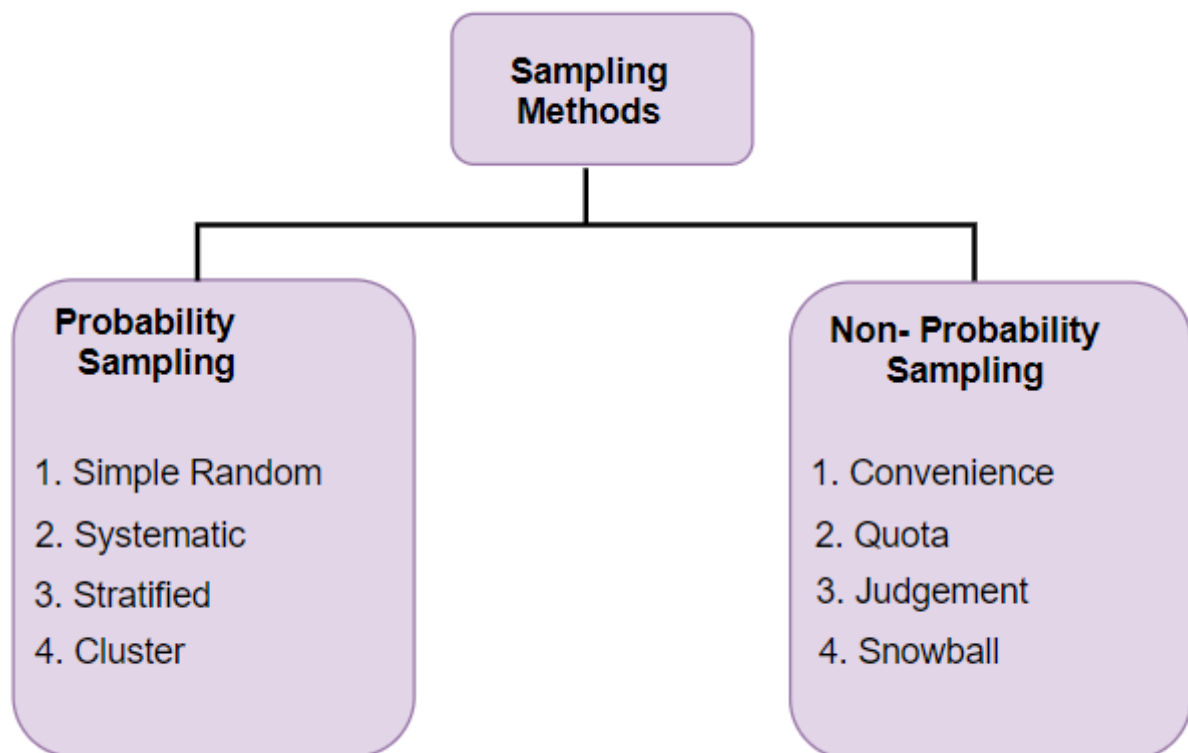 Sampling
Methods
Probability
Sampling
1. Simple Random
2. Systematic
3. Stratified
4. Cluster
Non- Probability
Sampling
1. Convenience
2. Quota
3. Judgement
4. Snowball